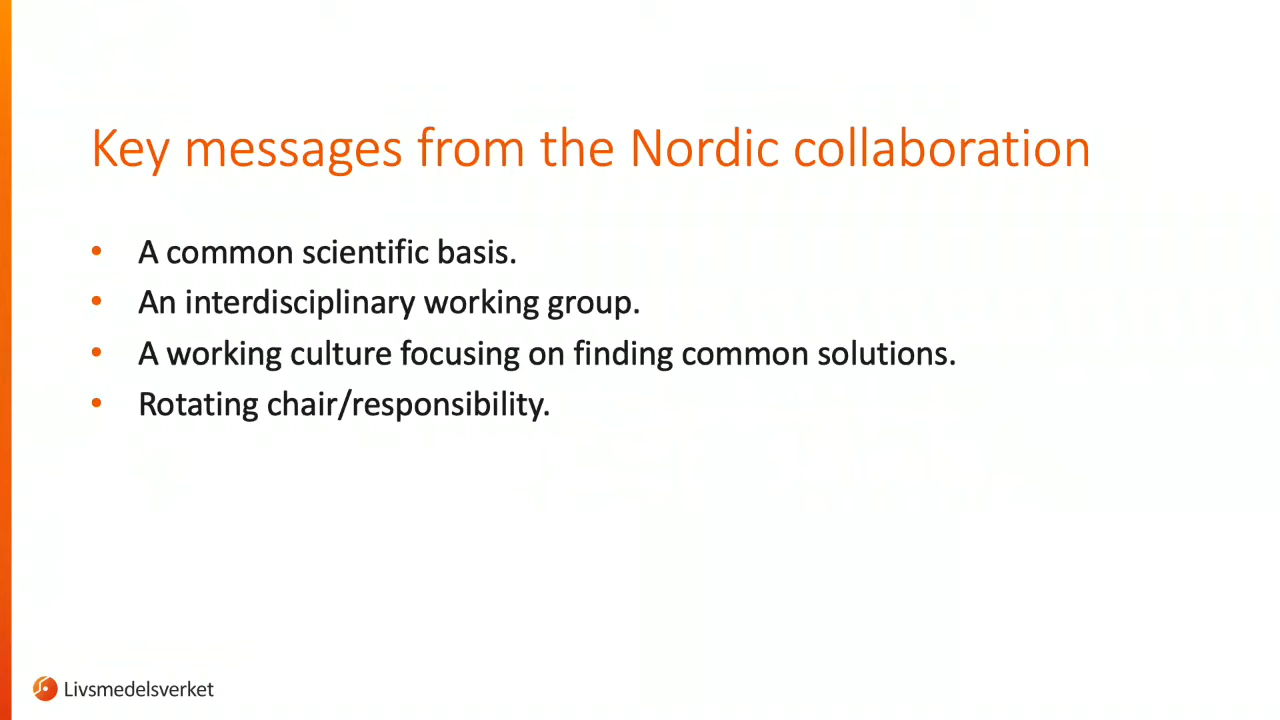 Key messages from the Nordic collaboration
• A common scientific basis.
• An interdisciplinary working group.
• A working culture focusing on finding common solutions.
• Rotating chair/responsibility.
Livsmedelsverket